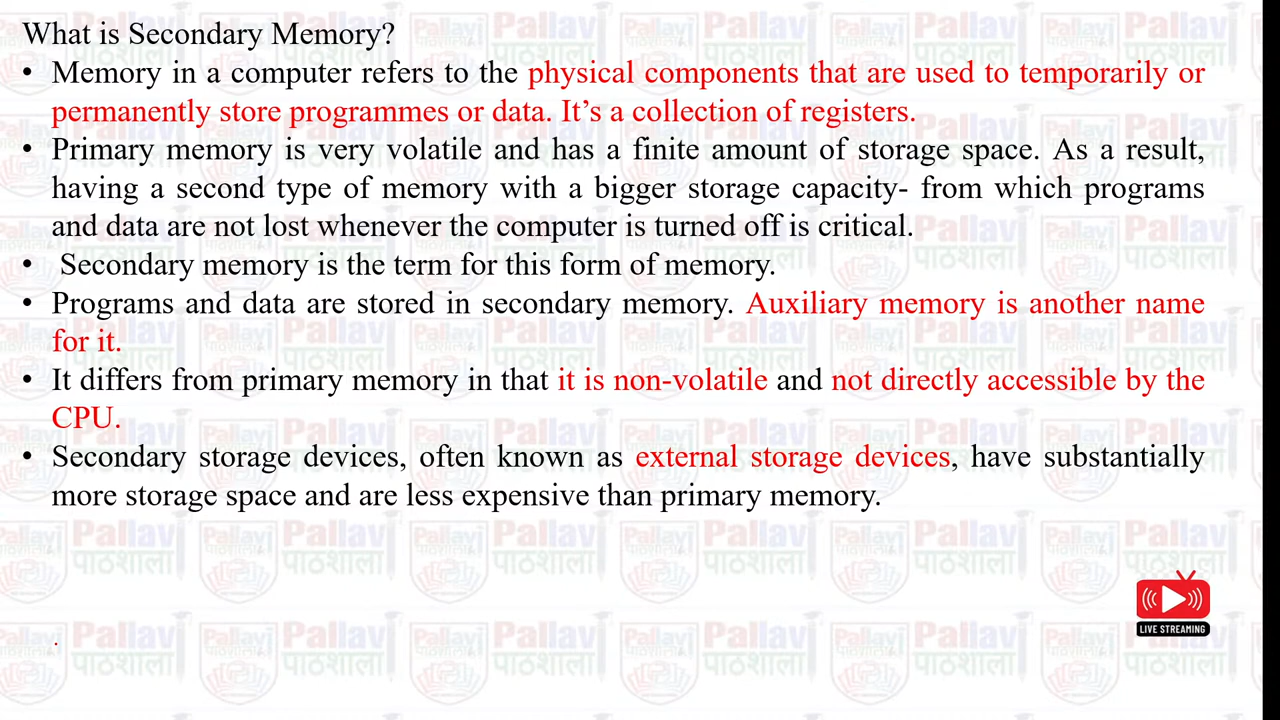 What is Secondary Memory?
• Memory in a computer refers to the physical components that are used to temporarily or
permanently store programmes or data. It’s a collection of registers.
• Primary memory is very volatile and has a finite amount of storage space. As a result,
having a second type of memory with a bigger storage capacity- from which programs
and data are not lost whenever the computer is turned off is critical.
• Secondary memory is the term for this form of memory.
• Programs and data are stored in secondary memory. Auxiliary memory is another name
for it.
• It differs from primary memory in that it is non-volatile and not directly accessible by the
CPU.
• Secondary storage devices, often known as external storage devices, have substantially
more storage space and are less expensive than primary memory.
LIVE STREAMING
Pallavi
पाठशाला